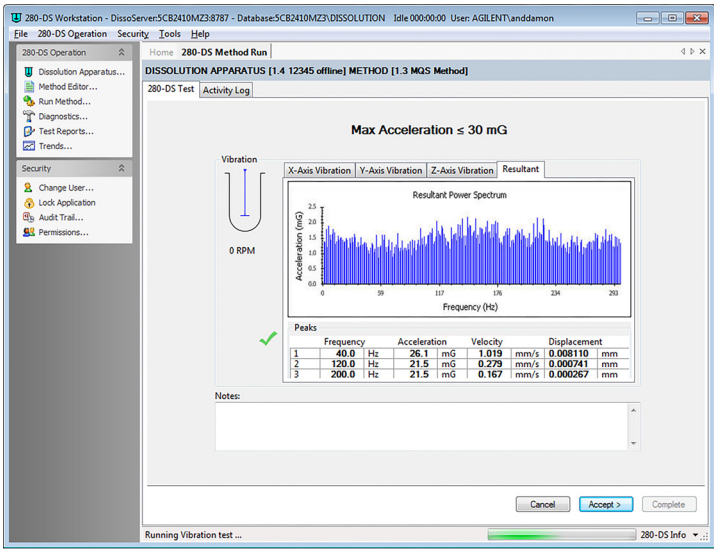 280-DS Workstation - DissoServer:5CB2410MZ3:8787 - Database:5CB2410MZ3\DISSOLUTION Idle 000:00:00 User: AGILENT\anddamon
File 280-DS Operation Security Tools Help
280-DS Operation
Dissolution Apparatus...
Method Editor...
Run Method...
Diagnostics...
Test Reports...
Trends...
Security
Change User...
Lock Application
Audit Trail...
Permissions...
Home 280-DS Method Run
DISSOLUTION APPARATUS [1.4 12345 offline] METHOD [1.3 MQS Method]
280-DS Test Activity Log
Max Acceleration ≤ 30 mG
Vibration
0 RPM
X-Axis Vibration Y-Axis Vibration Z-Axis Vibration Resultant
Resultant Power Spectrum
Acceleration (mG)
2.5
2.0
1.5
1.0
0.5
0.0
0 59 117 176 234 293
Frequency (Hz)
Peaks
Frequency Acceleration Velocity Displacement
1 40.0 Hz 26.1 mG 1.019 mm/s 0.008110 mm
2 120.0 Hz 21.5 mG 0.279 mm/s 0.000741 mm
3 200.0 Hz 21.5 mG 0.167 mm/s 0.000267 mm
Notes:
Cancel Accept > Complete
Running Vibration test ... 280-DS Info